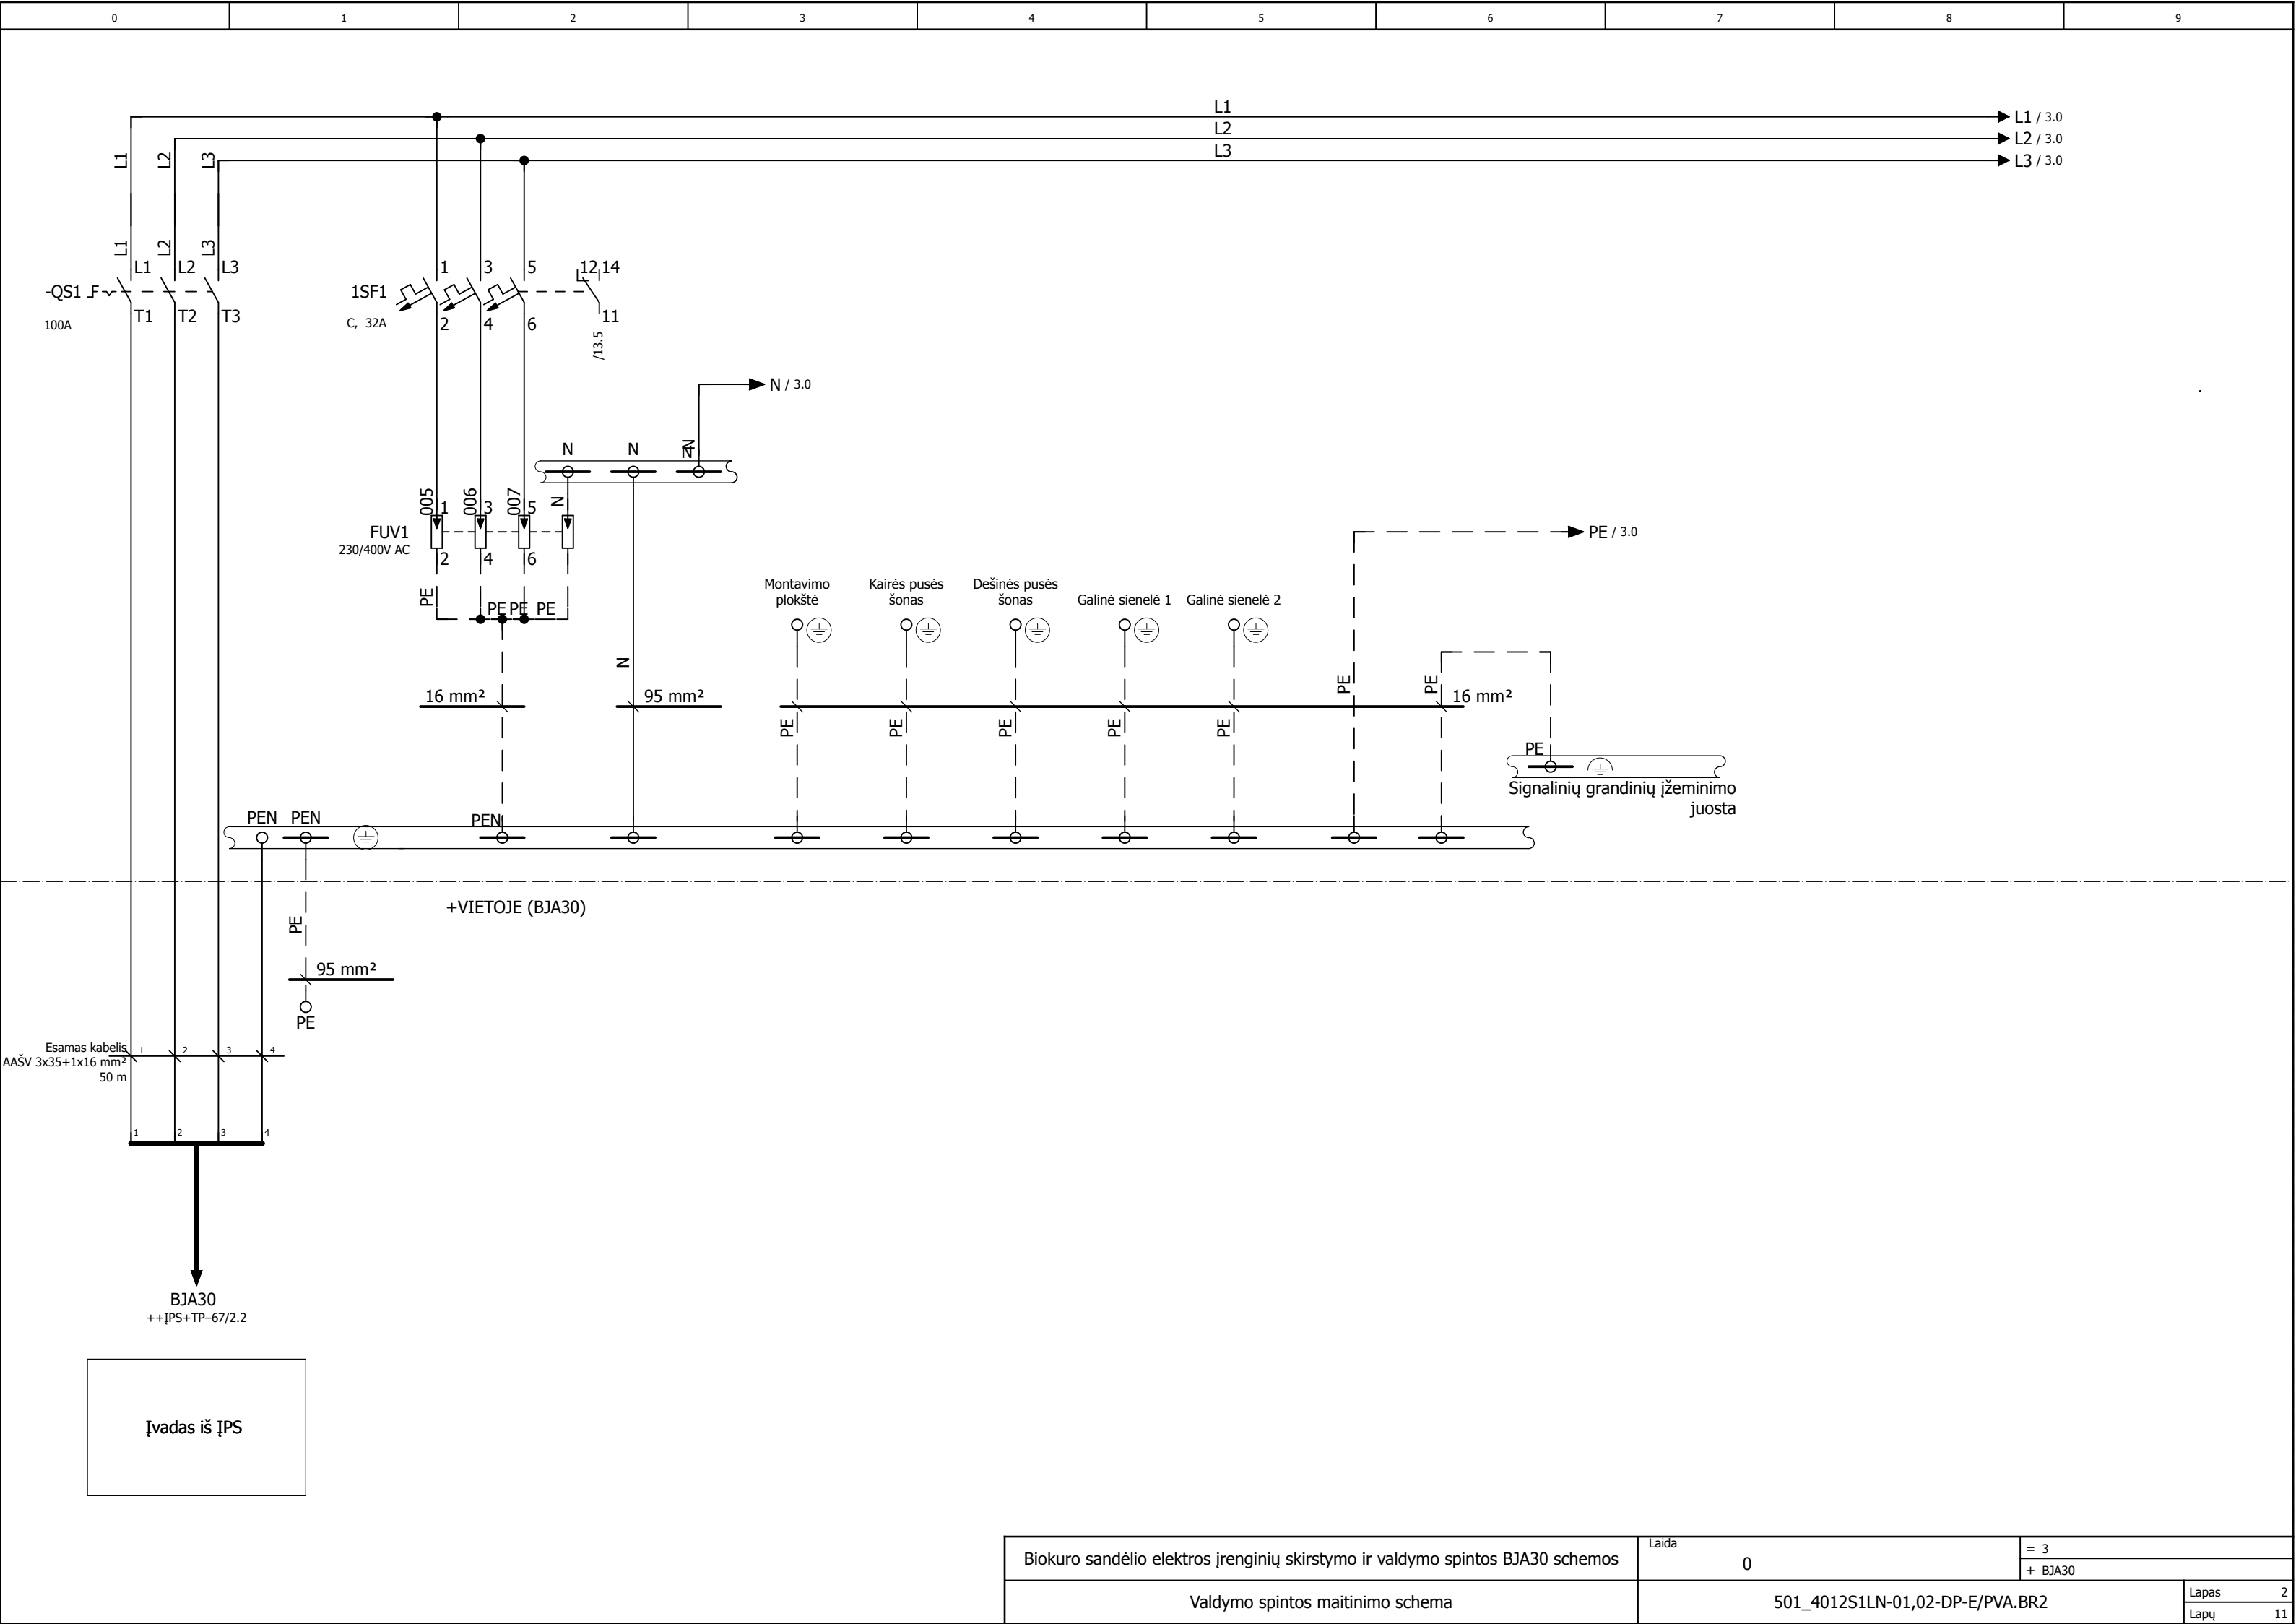 0 1 2 3 4 5 6 7 8 9
L1
L2
L3
L1 / 3.0
L2 / 3.0
L3 / 3.0
L1 L2 L3
L1 L2 L3
L1 L2 L3
-QS1
100A
T1 T2 T3
1SF1
C, 32A
1 3 5
2 4 6
12 14
11
/13.5
N / 3.0
N N N
N
005 006 007 N
1 3 5
FUV1
230/400V AC
2 4 6
PE
PE PE PE
PE / 3.0
Montavimo
plokštė
Kairės pusės
šonas
Dešinės pusės
šonas
Galinė sienelė 1
Galinė sienelė 2
N
16 mm²
95 mm²
PE PE PE PE PE
PE PE
16 mm²
PE
Signalinių grandinių įžeminimo
juosta
PEN PEN
PEN
+VIETOJE (BJA30)
PE
95 mm²
PE
Esamas kabelis
AAŠV 3x35+1x16 mm²
50 m
1 2 3 4
1 2 3 4
BJA30
++ĮPS+TP–67/2.2
Įvadas iš ĮPS
Biokuro sandėlio elektros įrenginių skirstymo ir valdymo spintos BJA30 schemos
Laida
0
= 3
+ BJA30
Valdymo spintos maitinimo schema
501_4012S1LN-01,02-DP-E/PVA.BR2
Lapas 2
Lapų 11